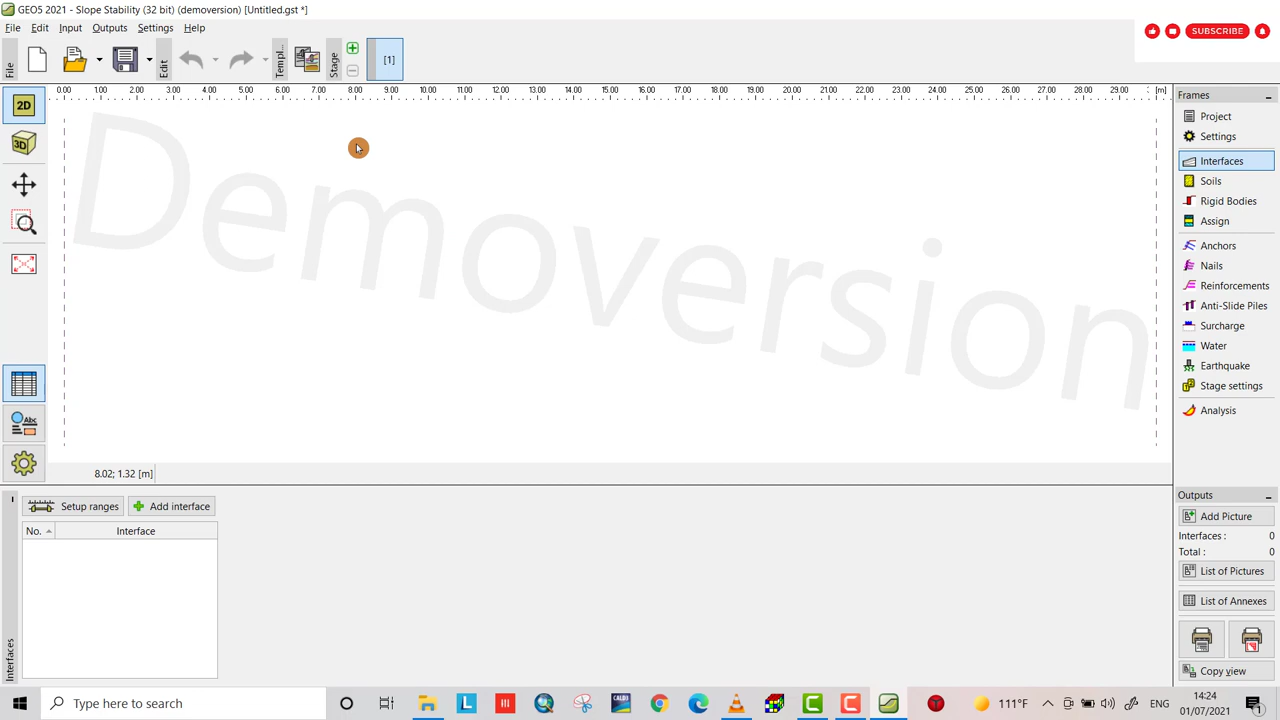 GEO5 2021 - Slope Stability (32 bit) (demoversion) [Untitled.gst *]
File Edit Input Outputs Settings Help
SUBSCRIBE
File
Edit
Templ...
Stage
[1]
2D
0.00 1.00 2.00 3.00 4.00 5.00 6.00 7.00 8.00 9.00 10.00 11.00 12.00 13.00 14.00 15.00 16.00 17.00 18.00 19.00 20.00 21.00 22.00 23.00 24.00 25.00 26.00 27.00 28.00 29.00 [m]
3D
Demoversion
Abc
8.02; 1.32 [m]
Frames
Project
Settings
Interfaces
Soils
Rigid Bodies
Assign
Anchors
Nails
Reinforcements
Anti-Slide Piles
Surcharge
Water
Earthquake
Stage settings
Analysis
Setup ranges
Add interface
No. Interface
Interfaces
Outputs
Add Picture
Interfaces : 0
Total : 0
List of Pictures
List of Annexes
Copy view
Type here to search
L
CALBO
111°F
ENG
14:24
01/07/2021
1